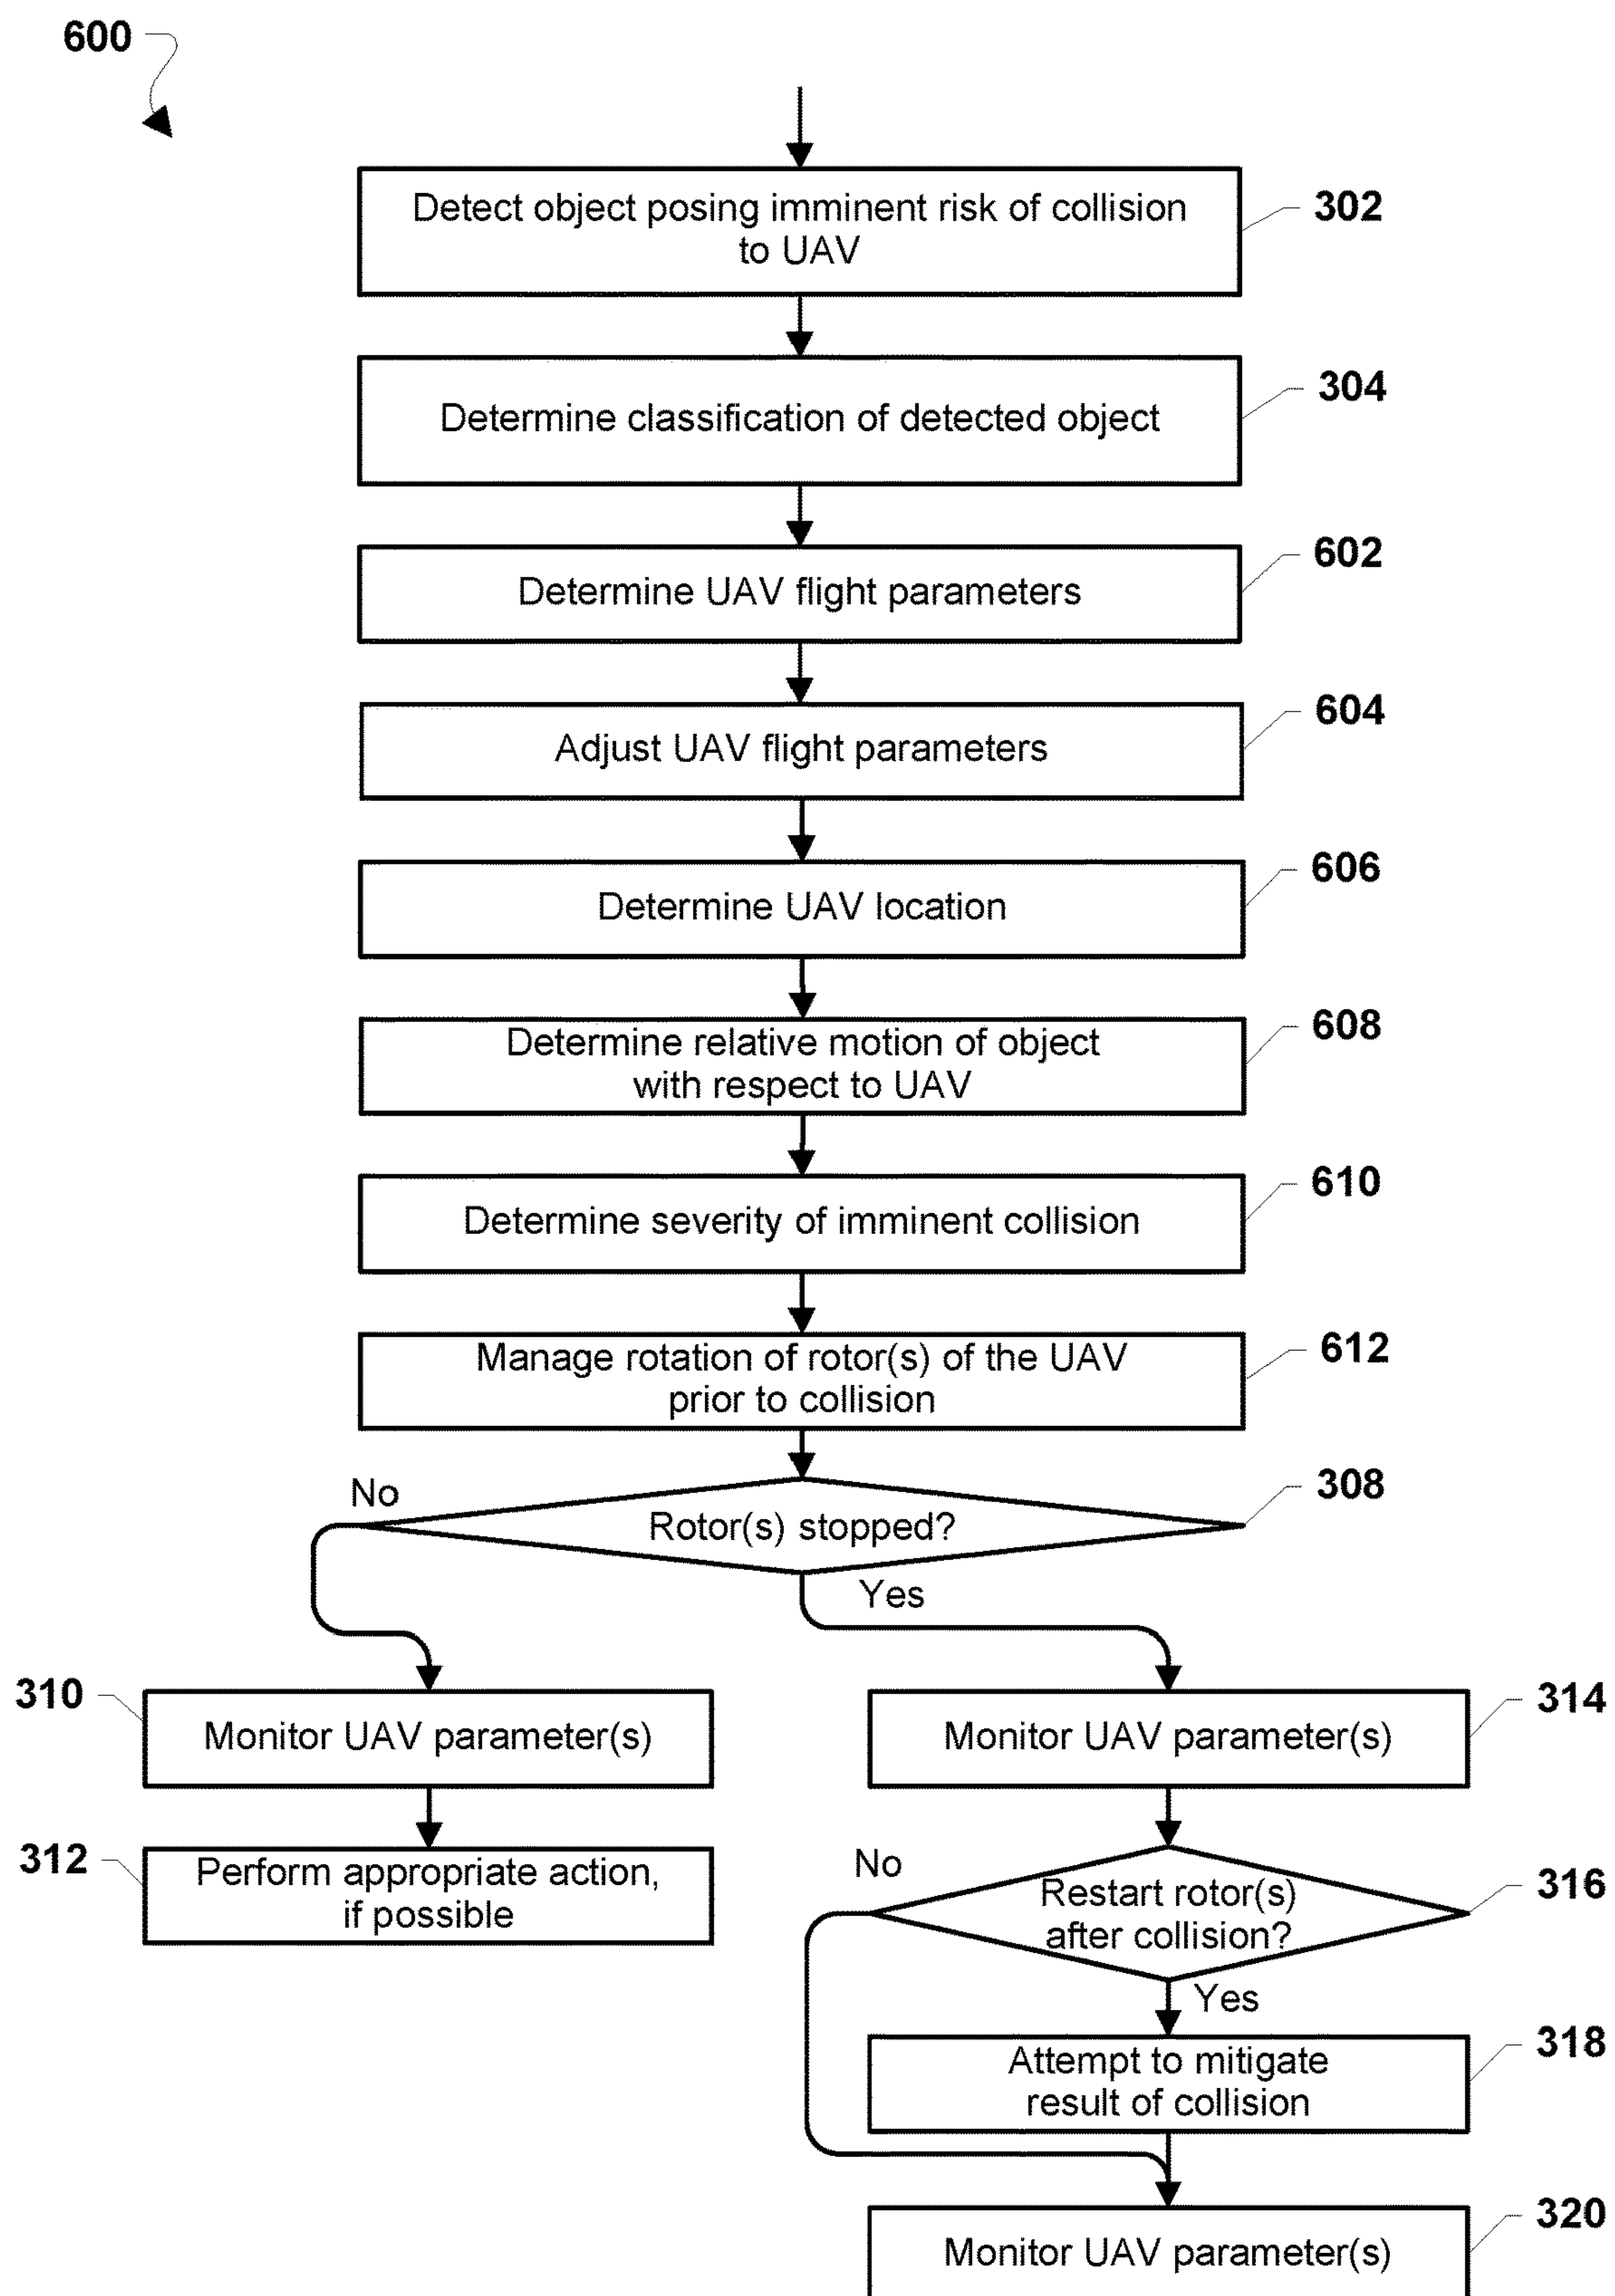 600
Detect object posing imminent risk of collision
to UAV
302
Determine classification of detected object
304
Determine UAV flight parameters
602
Adjust UAV flight parameters
604
Determine UAV location
606
Determine relative motion of object
with respect to UAV
608
Determine severity of imminent collision
610
Manage rotation of rotor(s) of the UAV
prior to collision
612
Rotor(s) stopped?
308
No
Yes
310
Monitor UAV parameter(s)
312
Perform appropriate action,
if possible
Monitor UAV parameter(s)
314
No
Restart rotor(s)
after collision?
316
Yes
Attempt to mitigate
result of collision
318
Monitor UAV parameter(s)
320